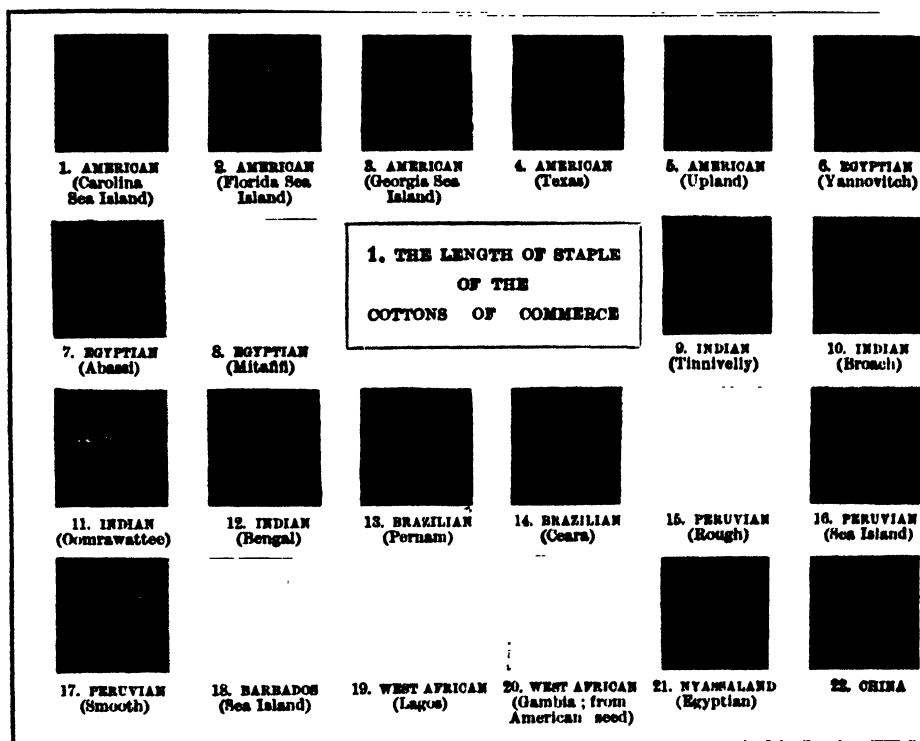 1. AMERICAN
(Carolina
Sea Island)
2. AMERICAN
(Florida Sea
Island)
3. AMERICAN
(Georgia Sea
Island)
4. AMERICAN
(Texas)
5. AMERICAN
(Upland)
6. EGYPTIAN
(Yannovitch)
1. THE LENGTH OF STAPLE
OF THE
COTTONS OF COMMERCE
7. EGYPTIAN
(Abassi)
8. EGYPTIAN
(Mitafifi)
9. INDIAN
(Tinnivelly)
10. INDIAN
(Broach)
11. INDIAN
(Oomrawattee)
12. INDIAN
(Bengal)
13. BRAZILIAN
(Pernam)
14. BRAZILIAN
(Ceara)
15. PERUVIAN
(Rough)
16. PERUVIAN
(Sea Island)
17. PERUVIAN
(Smooth)
18. BARBADOS
(Sea Island)
19. WEST AFRICAN
(Lagos)
20. WEST AFRICAN
(Gambia ; from
American seed)
21. NYASSALAND
(Egyptian)
22. CHINA